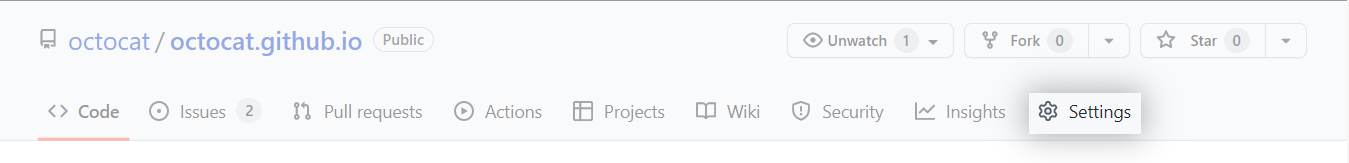 octocat / octocat.github.io Public Unwatch 1 Fork 0 Star 0
Code Issues 2 Pull requests Actions Projects Wiki Security Insights Settings